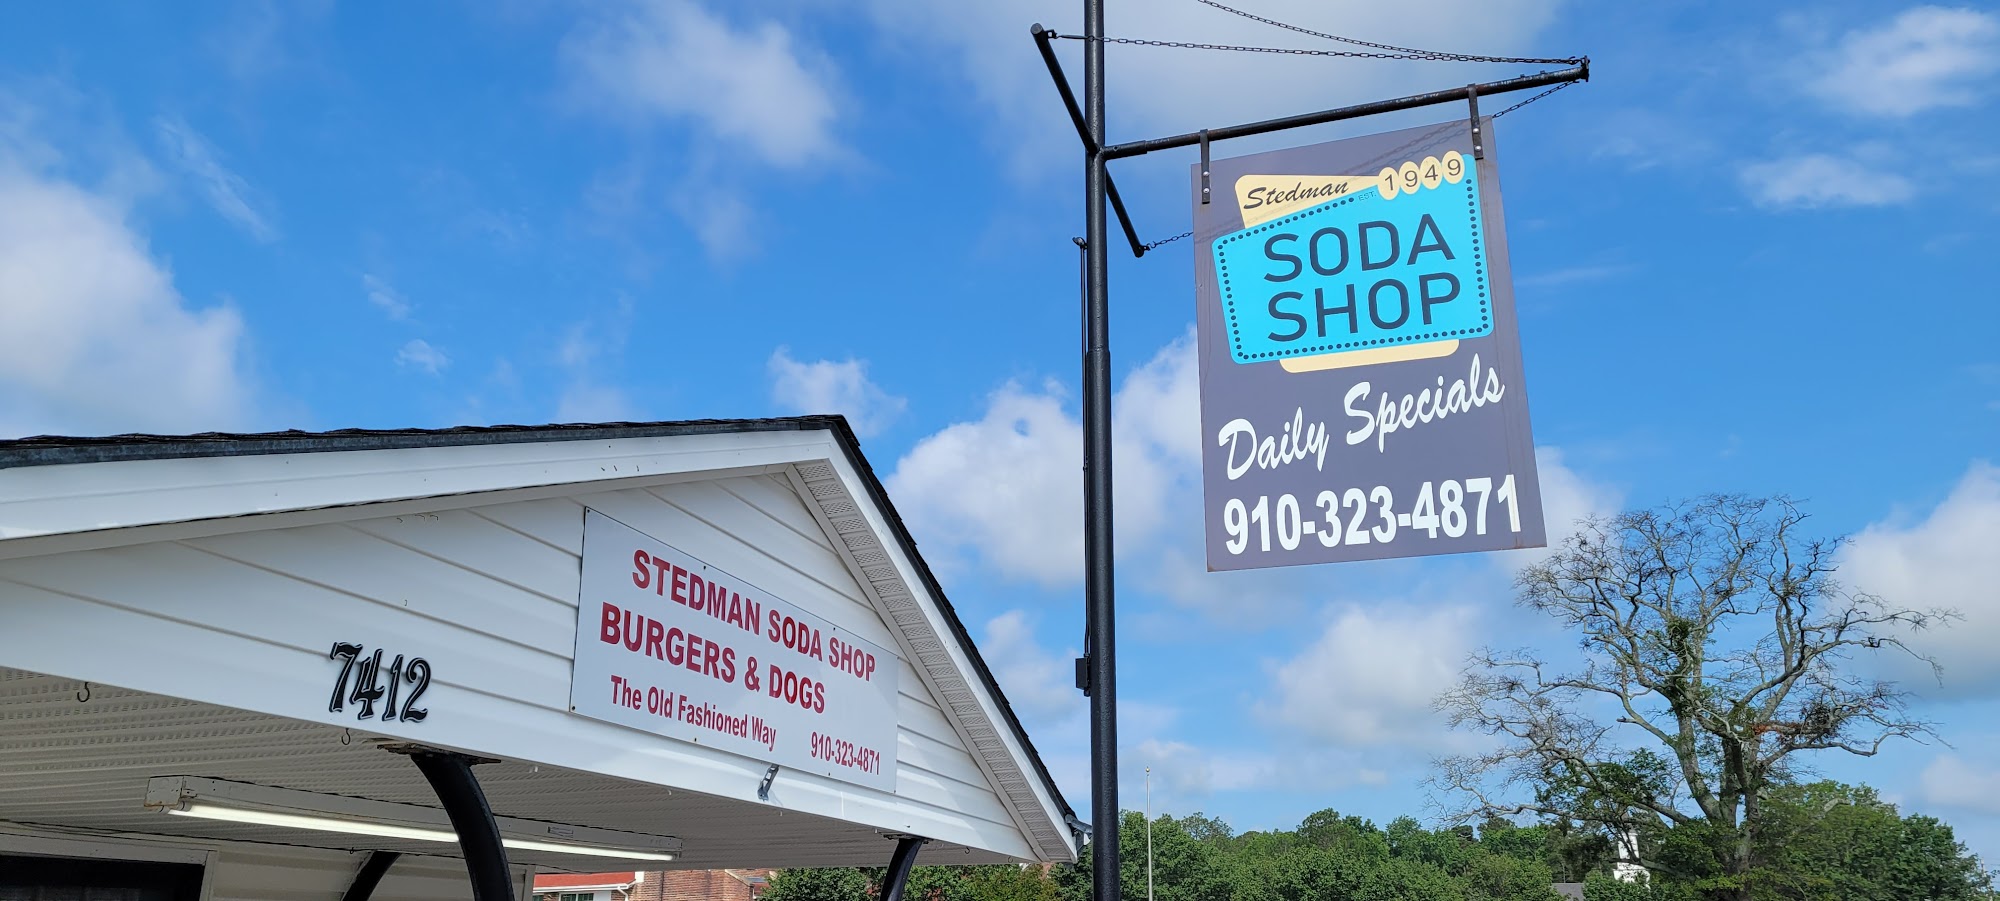 Stedman EST. 1949
SODA
SHOP
Daily Specials
910-323-4871
STEDMAN SODA SHOP
BURGERS & DOGS
The Old Fashioned Way 910-323-4871
7412